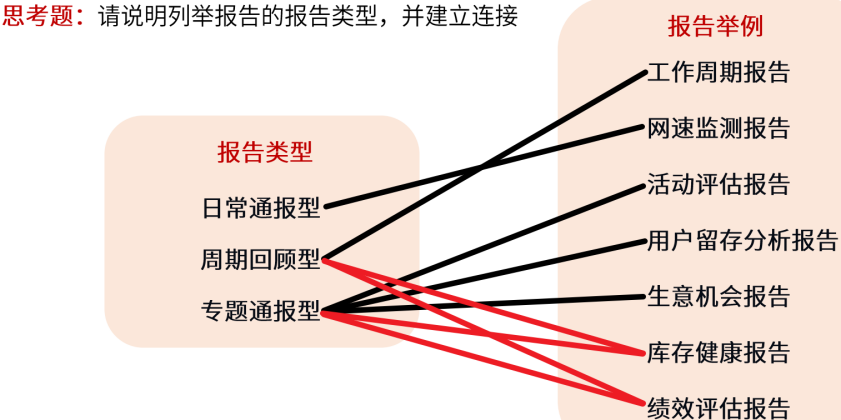 思考题：请说明列举报告的报告类型，并建立连接
报告类型
日常通报型
周期回顾型
专题通报型
报告举例
工作周期报告
网速监测报告
活动评估报告
用户留存分析报告
生意机会报告
库存健康报告
绩效评估报告